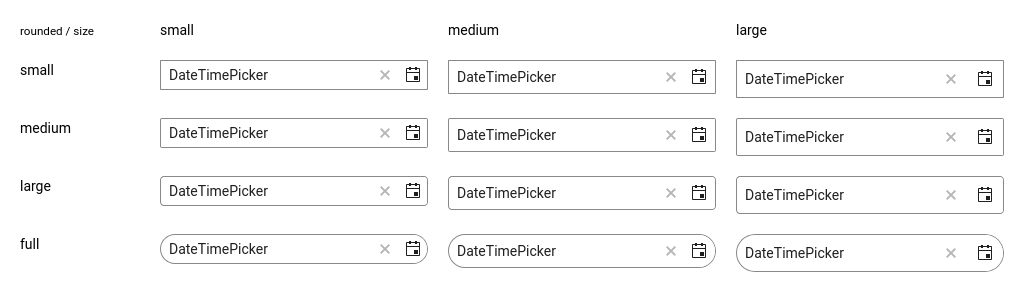 rounded / size small medium large
small DateTimePicker DateTimePicker DateTimePicker
medium DateTimePicker DateTimePicker DateTimePicker
large DateTimePicker DateTimePicker DateTimePicker
full DateTimePicker DateTimePicker DateTimePicker